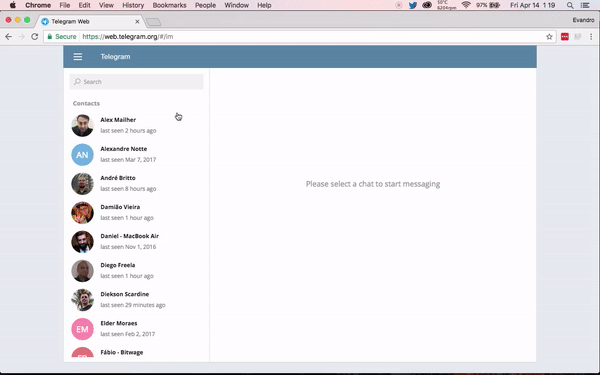 Chrome File Edit View History Bookmarks People Window Help
50°C
6204rpm
97%
Fri Apr 14 1 19
Telegram Web
Evandro
Secure
https://web.telegram.org/#/im
Telegram
Search
Contacts
Alex Mailher
last seen 2 hours ago
AN
Alexandre Notte
last seen Mar 7, 2017
André Britto
last seen 8 hours ago
Damião Vieira
last seen 1 hour ago
Daniel - MacBook Air
last seen Nov 1, 2016
Diego Freela
last seen 1 hour ago
Diekson Scardine
last seen 29 minutes ago
EM
Elder Moraes
last seen Feb 2, 2017
Fábio - Bitwage
Please select a chat to start messaging